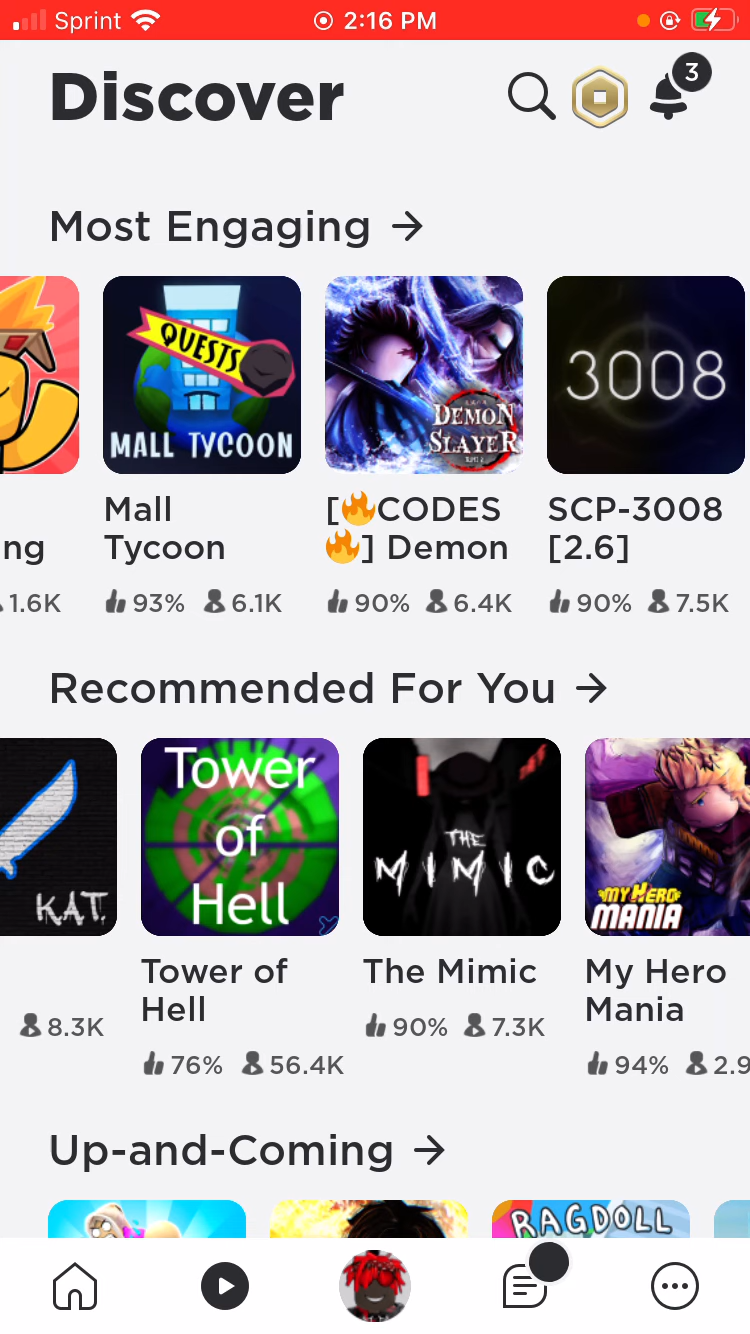 Sprint 2:16 PM
Discover
3
Most Engaging →
QUESTS
MALL TYCOON
DEMON
SLAYER
3008
ng
Mall
Tycoon
[🔥CODES
🔥] Demon
SCP-3008
[2.6]
1.6K
93% 6.1K
90% 6.4K
90% 7.5K
Recommended For You →
KAT.
Tower
of
Hell
THE
MIMIC
MY HERO
MANIA
Tower of
Hell
The Mimic
My Hero
Mania
8.3K
90% 7.3K
76% 56.4K
94% 2.9
Up-and-Coming →
RAGDOLL